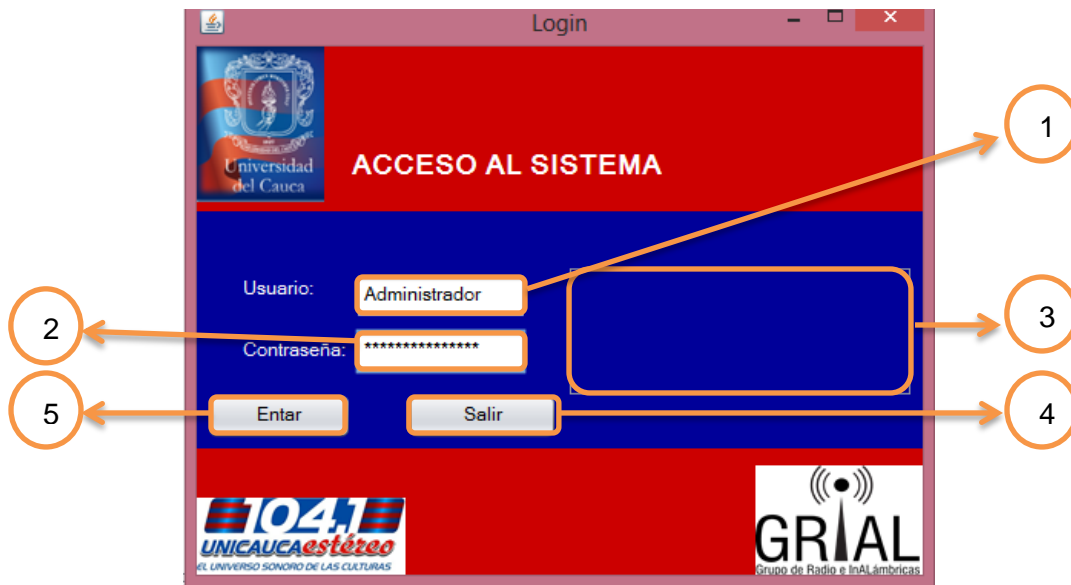 Login
1
Universidad
del Cauca
ACCESO AL SISTEMA
Usuario:
Administrador
3
2
Contraseña:
***************
5
Entar
Salir
4
104.1
UNICAUCAestéreo
EL UNIVERSO SONORO DE LAS CULTURAS
GRIAL
Grupo de Radio e InALámbricas